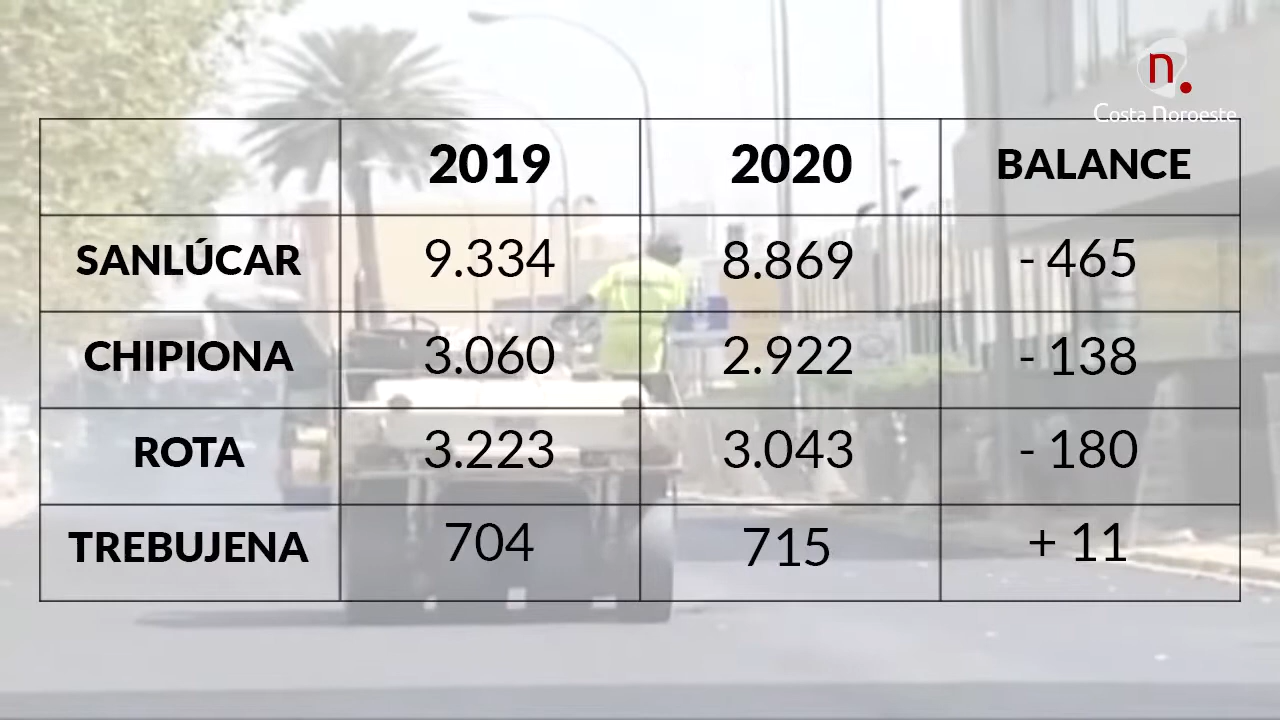 n.
Costa Noroeste
2019 2020 BALANCE
SANLÚCAR 9.334 8.869 - 465
CHIPIONA 3.060 2.922 - 138
ROTA 3.223 3.043 - 180
TREBUJENA 704 715 + 11